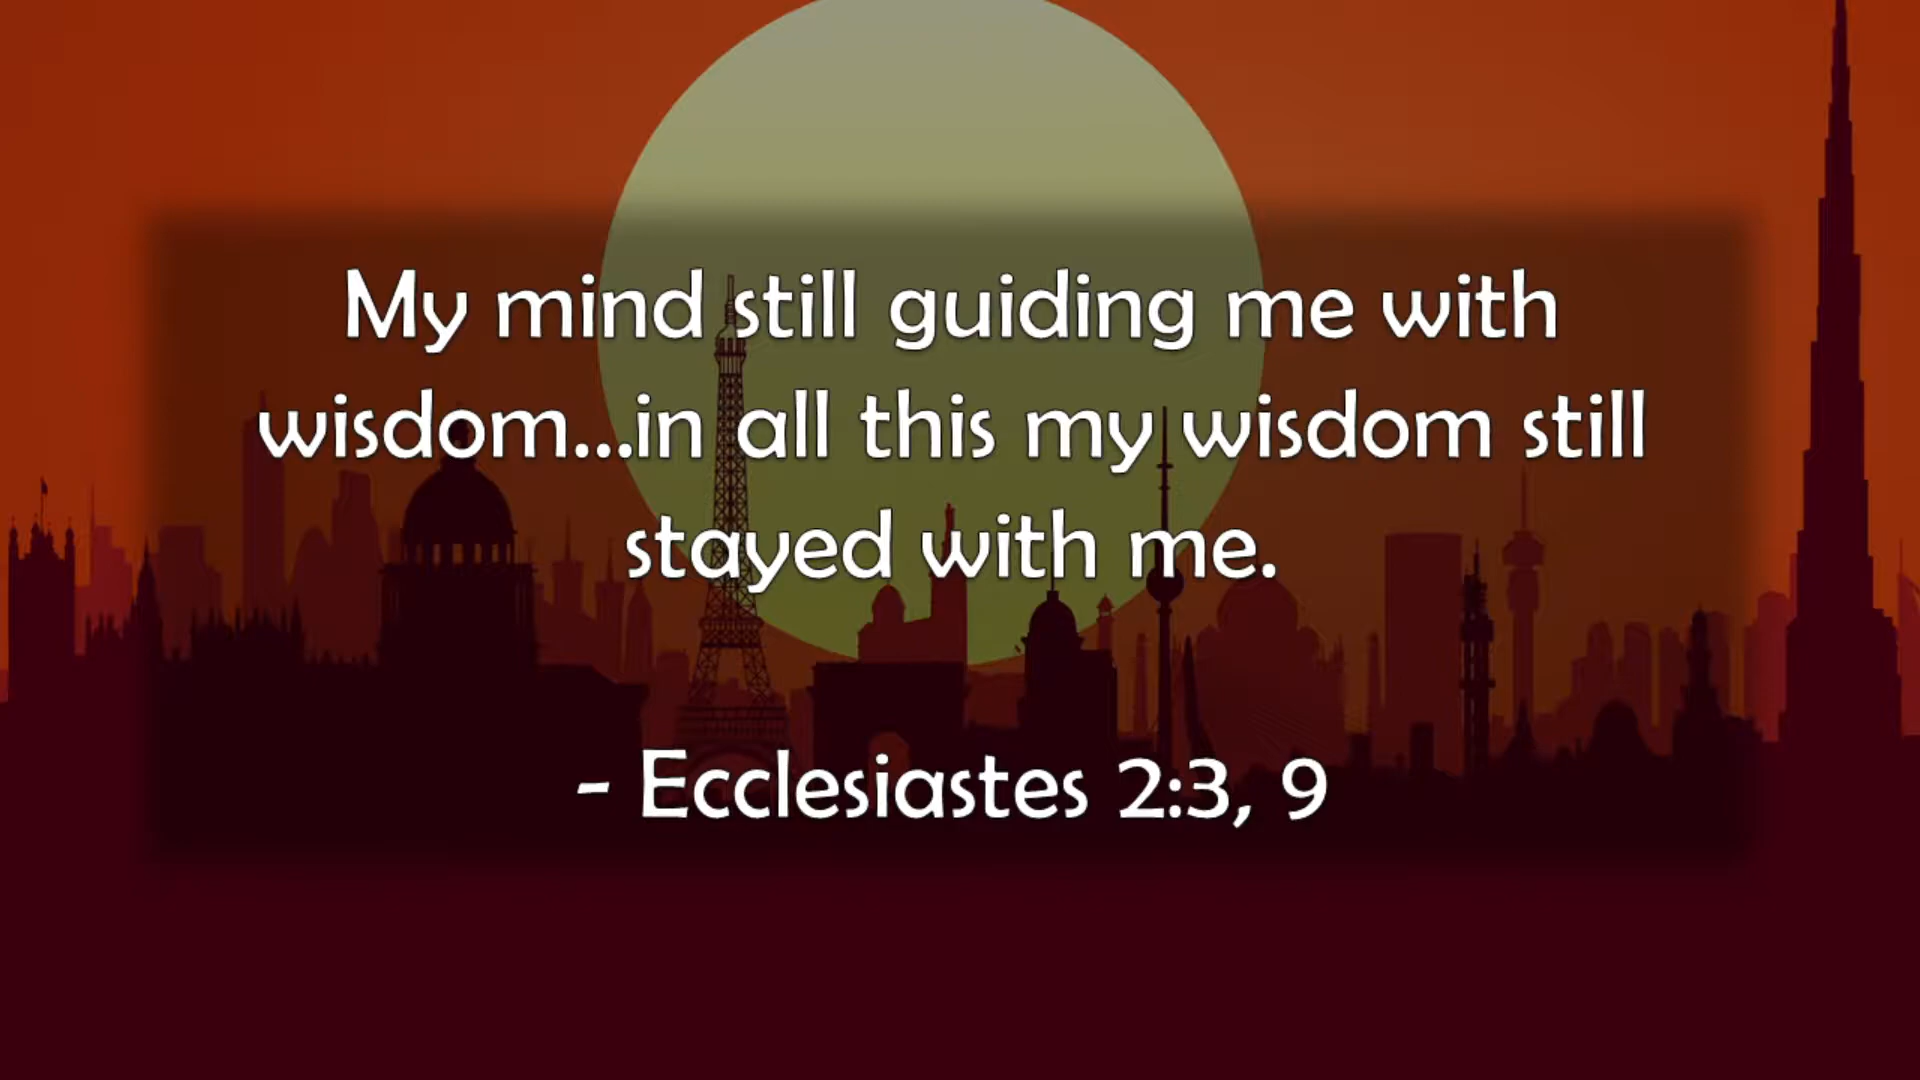 My mind still guiding me with
wisdom...in all this my wisdom still
stayed with me.
- Ecclesiastes 2:3, 9